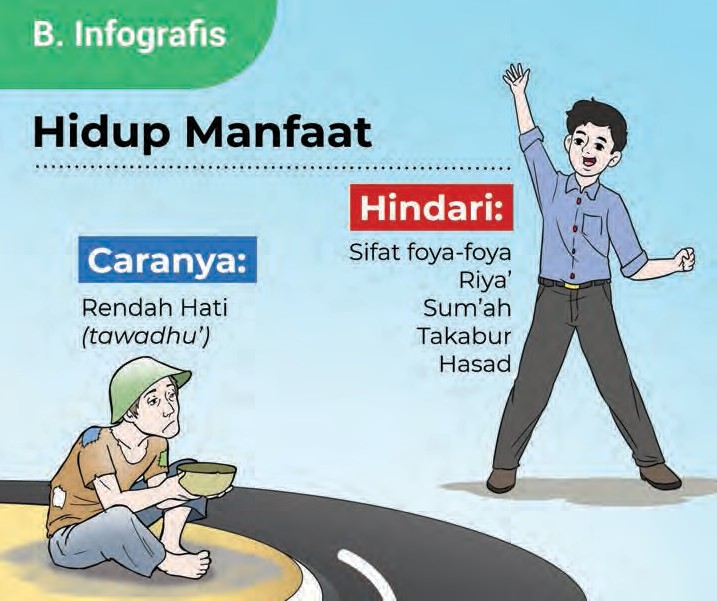 B. Infografis
Hidup Manfaat
Caranya:
Rendah Hati
(tawadhu')
Hindari:
Sifat foya-foya
Riya'
Sum'ah
Takabur
Hasad